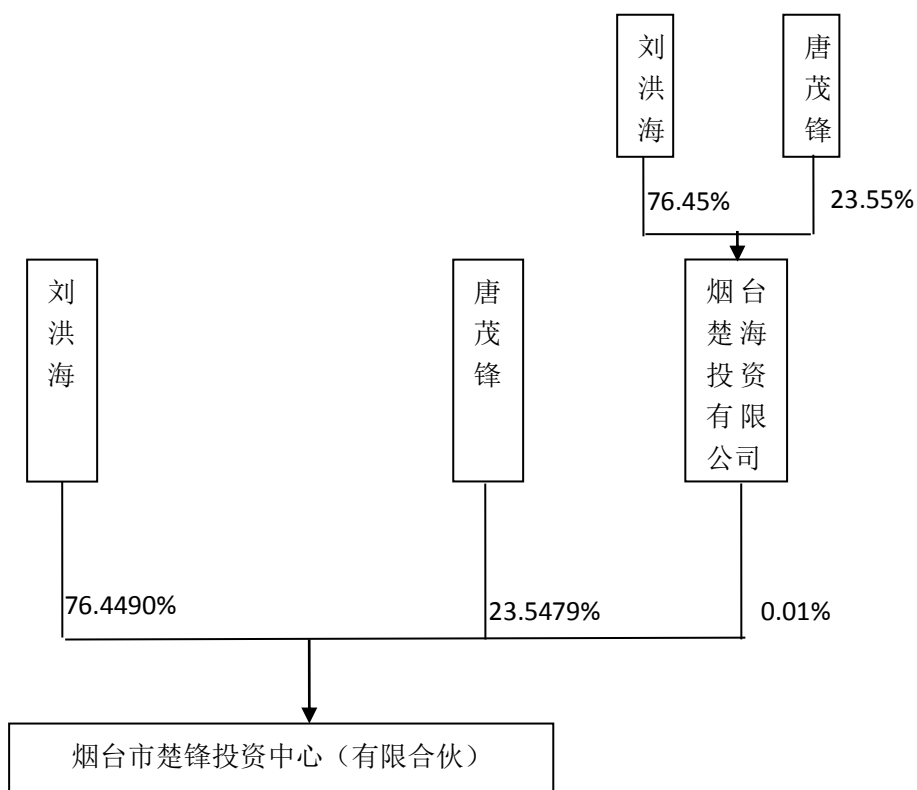 刘洪海
唐茂锋
76.45%
23.55%
刘洪海
唐茂锋
烟台
楚海
投资
有限
公司
76.4490%
23.5479%
0.01%
烟台市楚锋投资中心（有限合伙）